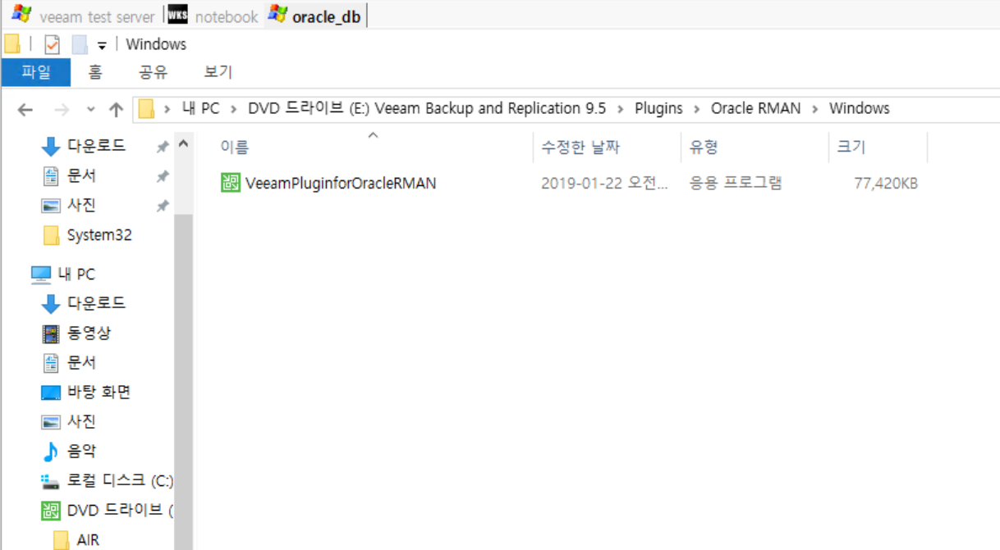 veeam test server WKS notebook oracle_db
Windows
파일 홈 공유 보기
내 PC > DVD 드라이브 (E:) Veeam Backup and Replication 9.5 > Plugins > Oracle RMAN > Windows
이름 수정한 날짜 유형 크기
VeeamPluginforOracleRMAN 2019-01-22 오전... 응용 프로그램 77,420KB
다운로드
문서
사진
System32
내 PC
다운로드
동영상
문서
바탕 화면
사진
음악
로컬 디스크 (C:)
DVD 드라이브 (
AIR